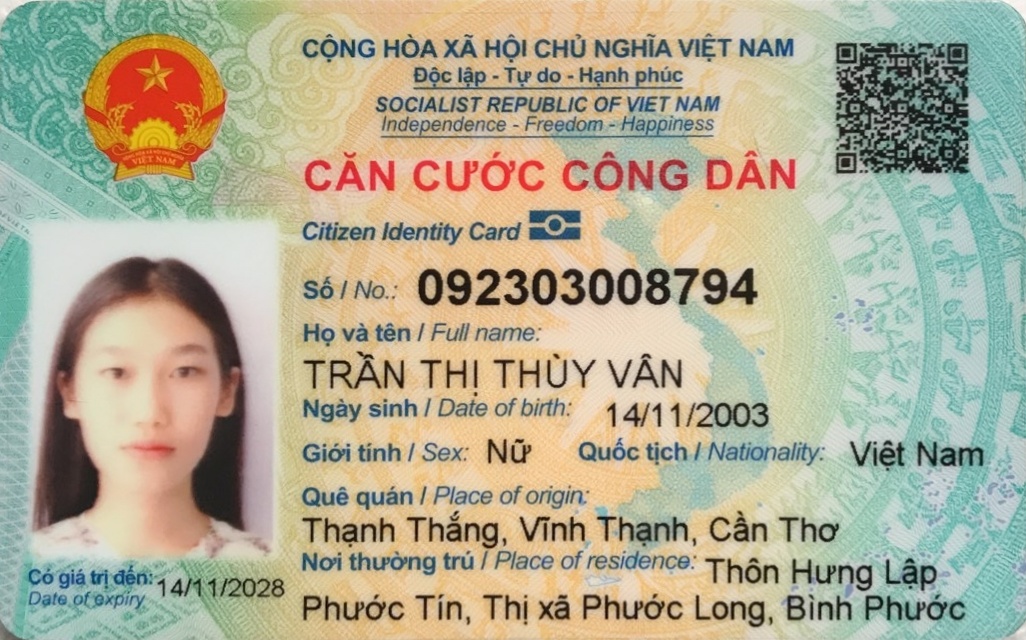 CỘNG HÒA XÃ HỘI CHỦ NGHĨA VIỆT NAM
Độc lập - Tự do - Hạnh phúc
SOCIALIST REPUBLIC OF VIET NAM
Independence - Freedom - Happiness
CĂN CƯỚC CÔNG DÂN
Citizen Identity Card
Số / No.: 092303008794
Họ và tên / Full name:
TRẦN THỊ THÙY VÂN
Ngày sinh / Date of birth: 14/11/2003
Giới tính / Sex: Nữ Quốc tịch / Nationality: Việt Nam
Quê quán / Place of origin:
Thạnh Thắng, Vĩnh Thạnh, Cần Thơ
Nơi thường trú / Place of residence: Thôn Hưng Lập
Phước Tín, Thị xã Phước Long, Bình Phước
Có giá trị đến: 14/11/2028
Date of expiry
VIỆT NAM